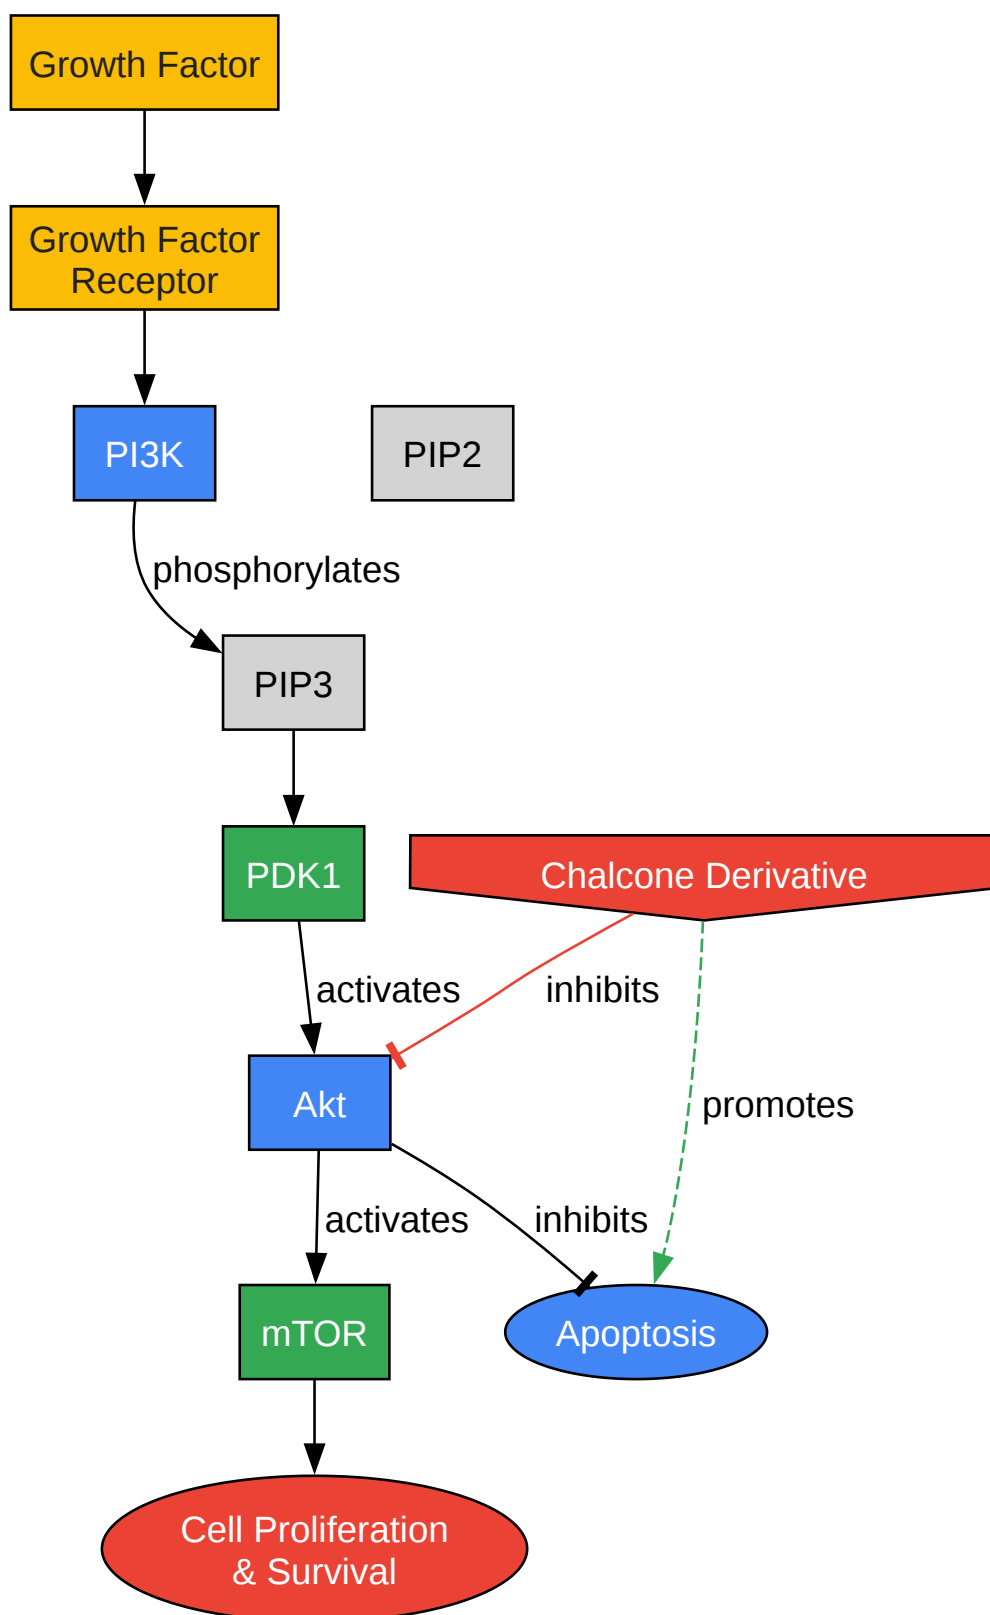 Growth Factor
Growth Factor
Receptor
PI3K
PIP2
phosphorylates
PIP3
PDK1
Chalcone Derivative
activates
inhibits
Akt
promotes
activates
inhibits
mTOR
Apoptosis
Cell Proliferation
& Survival